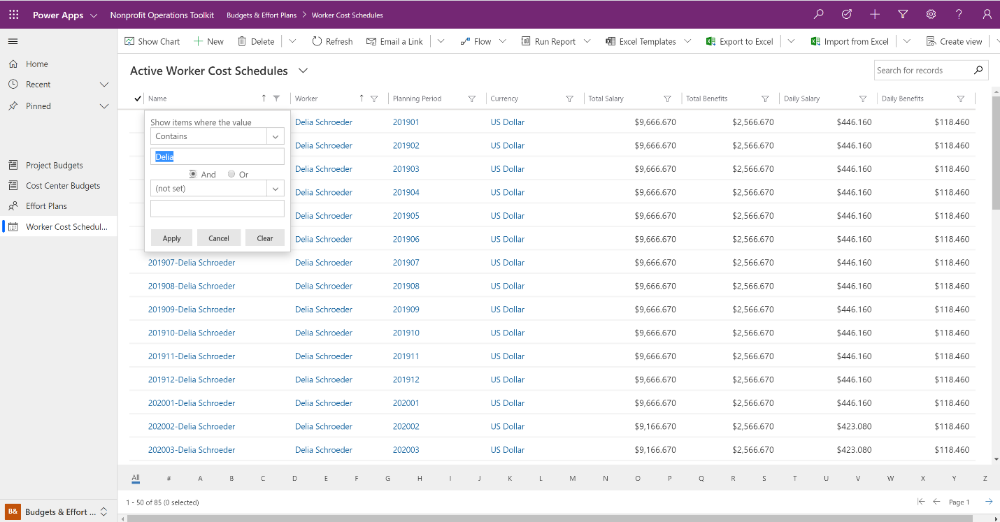 Power Apps Nonprofit Operations Toolkit Budgets & Effort Plans > Worker Cost Schedules ?
Show Chart New Delete Refresh Email a Link Flow Run Report Excel Templates Export to Excel Import from Excel Create view
Home
Recent
Pinned
Project Budgets
Cost Center Budgets
Effort Plans
Worker Cost Schedul...
B& Budgets & Effort ...
Active Worker Cost Schedules
Search for records
Name Worker Planning Period Currency Total Salary Total Benefits Daily Salary Daily Benefits
Show items where the value
Contains
Delia
And Or
(not set)
Apply Cancel Clear
Delia Schroeder 201901 US Dollar $9,666.670 $2,566.670 $446.160 $118.460
Delia Schroeder 201902 US Dollar $9,666.670 $2,566.670 $446.160 $118.460
Delia Schroeder 201903 US Dollar $9,666.670 $2,566.670 $446.160 $118.460
Delia Schroeder 201904 US Dollar $9,666.670 $2,566.670 $446.160 $118.460
Delia Schroeder 201905 US Dollar $9,666.670 $2,566.670 $446.160 $118.460
Delia Schroeder 201906 US Dollar $9,666.670 $2,566.670 $446.160 $118.460
201907-Delia Schroeder Delia Schroeder 201907 US Dollar $9,666.670 $2,566.670 $446.160 $118.460
201908-Delia Schroeder Delia Schroeder 201908 US Dollar $9,666.670 $2,566.670 $446.160 $118.460
201909-Delia Schroeder Delia Schroeder 201909 US Dollar $9,666.670 $2,566.670 $446.160 $118.460
201910-Delia Schroeder Delia Schroeder 201910 US Dollar $9,666.670 $2,566.670 $446.160 $118.460
201911-Delia Schroeder Delia Schroeder 201911 US Dollar $9,666.670 $2,566.670 $446.160 $118.460
201912-Delia Schroeder Delia Schroeder 201912 US Dollar $9,666.670 $2,566.670 $446.160 $118.460
202001-Delia Schroeder Delia Schroeder 202001 US Dollar $9,666.670 $2,566.670 $446.160 $118.460
202002-Delia Schroeder Delia Schroeder 202002 US Dollar $9,166.670 $2,566.670 $423.080 $118.460
202003-Delia Schroeder Delia Schroeder 202003 US Dollar $9,166.670 $2,566.670 $423.080 $118.460
All # A B C D E F G H I J K L M N O P Q R S T U V W X Y Z
1 - 50 of 85 (0 selected) Page 1